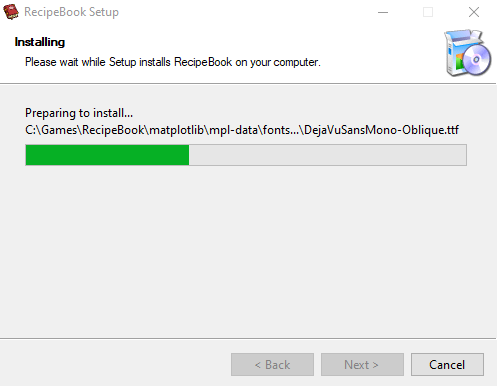 RecipeBook Setup
Installing
Please wait while Setup installs RecipeBook on your computer.
Preparing to install...
C:\Games\RecipeBook\matplotlib\mpl-data\fonts...\DejaVuSansMono-Oblique.ttf
< Back Next > Cancel